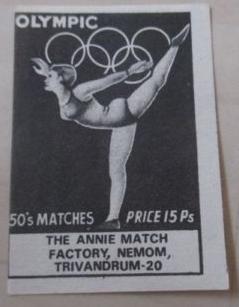 OLYMPIC
50's MATCHES PRICE 15 Ps
THE ANNIE MATCH
FACTORY, NEMOM,
TRIVANDRUM-20